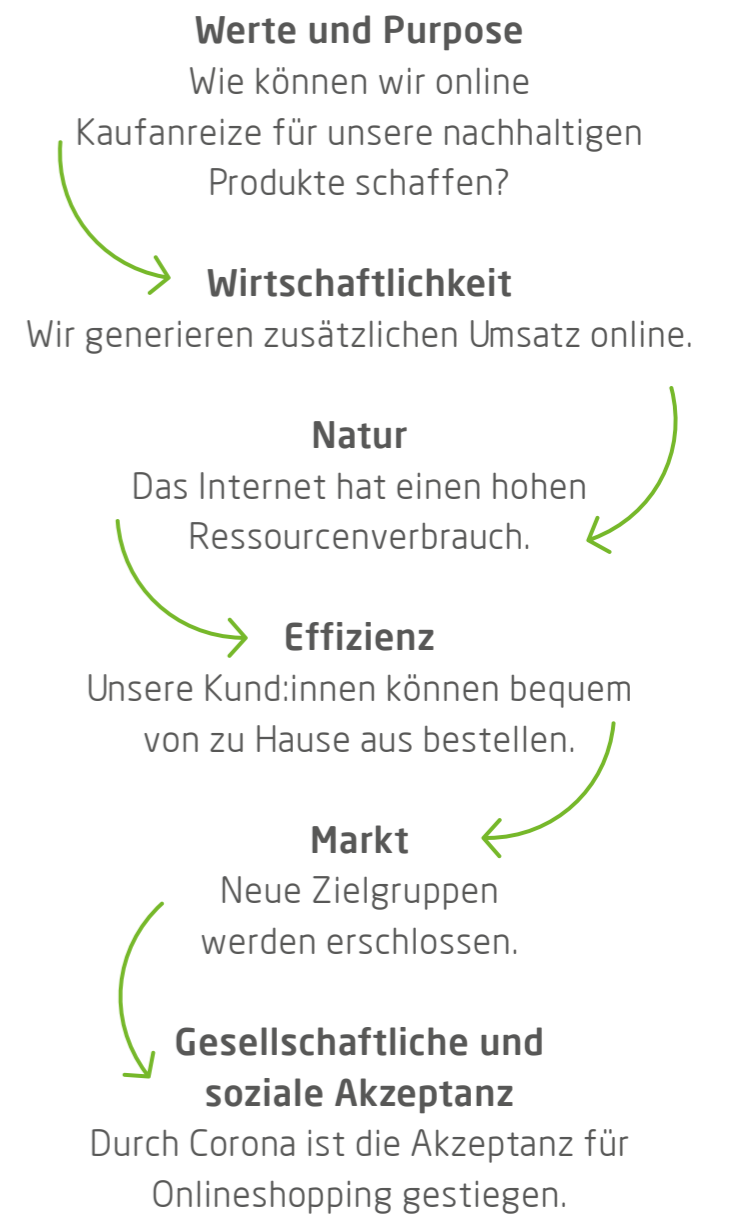 Werte und Purpose
Wie können wir online
Kaufanreize für unsere nachhaltigen
Produkte schaffen?
Wirtschaftlichkeit
Wir generieren zusätzlichen Umsatz online.
Natur
Das Internet hat einen hohen
Ressourcenverbrauch.
Effizienz
Unsere Kund:innen können bequem
von zu Hause aus bestellen.
Markt
Neue Zielgruppen
werden erschlossen.
Gesellschaftliche und
soziale Akzeptanz
Durch Corona ist die Akzeptanz für
Onlineshopping gestiegen.